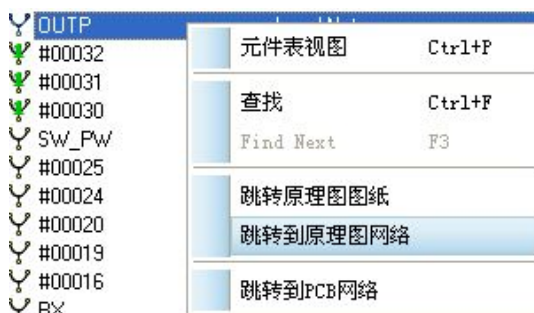 OUTP
#00032
#00031
#00030
SW_PW
#00025
#00024
#00020
#00019
#00016
元件表视图 Ctrl+P
查找 Ctrl+F
Find Next F3
跳转原理图图纸
跳转到原理图网络
跳转到PCB网络